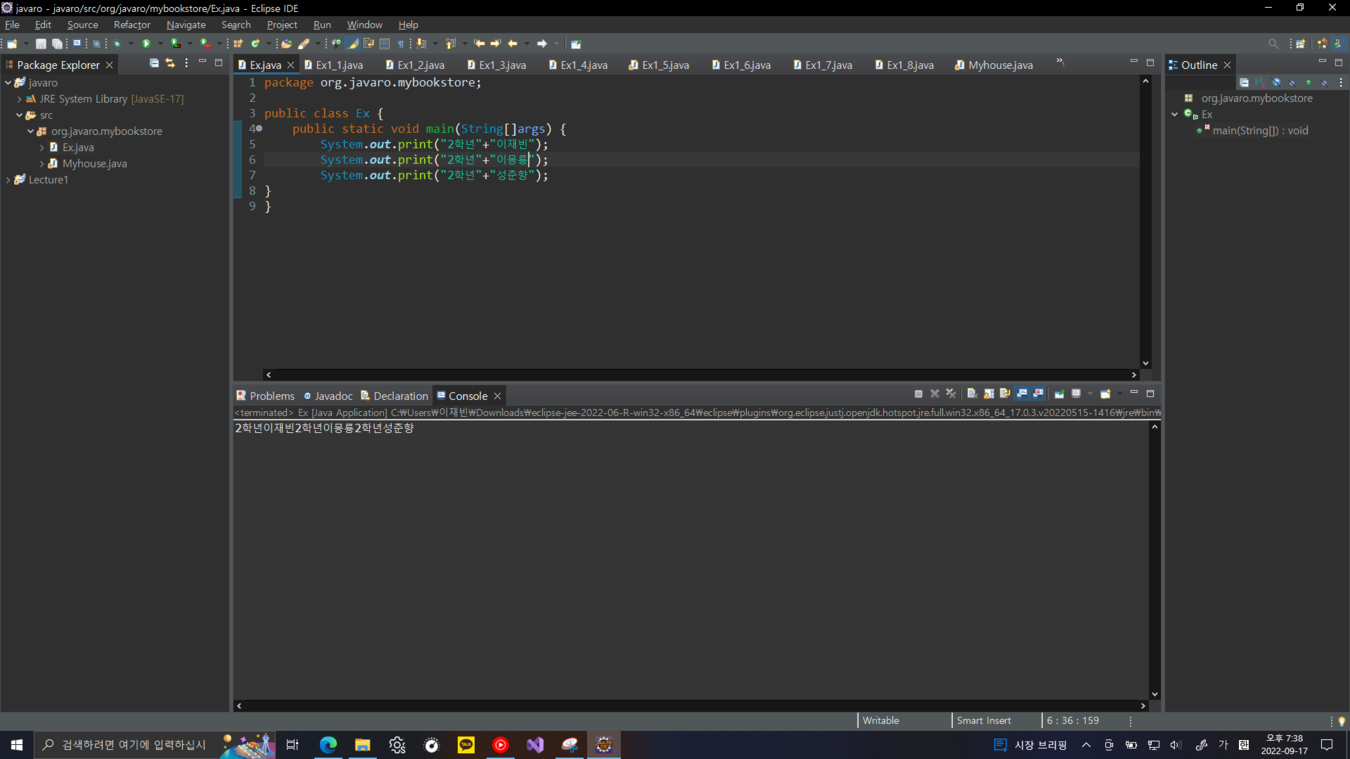 javaro - javaro/src/org/javaro/mybookstore/Ex.java - Eclipse IDE
File Edit Source Refactor Navigate Search Project Run Window Help
Package Explorer
javaro
JRE System Library [JavaSE-17]
src
org.javaro.mybookstore
Ex.java
Myhouse.java
Lecture1
Ex.java Ex1_1.java Ex1_2.java Ex1_3.java Ex1_4.java Ex1_5.java Ex1_6.java Ex1_7.java Ex1_8.java Myhouse.java
1 package org.javaro.mybookstore;
2
3 public class Ex {
4 public static void main(String[]args) {
5 System.out.print("2학년"+"이재빈");
6 System.out.print("2학년"+"이몽룡");
7 System.out.print("2학년"+"성준향");
8 }
9 }
Outline
org.javaro.mybookstore
Ex
main(String[]) : void
Problems Javadoc Declaration Console
<terminated> Ex [Java Application] C:₩Users₩이재빈₩Downloads₩eclipse-jee-2022-06-R-win32-x86_64₩eclipse₩plugins₩org.eclipse.justj.openjdk.hotspot.jre.full.win32.x86_64_17.0.3.v20220515-1416₩jre₩bin₩
2학년이재빈2학년이몽룡2학년성준향
Writable Smart Insert 6 : 36 : 159
검색하려면 여기에 입력하십시
TALK
시장 브리핑
가
한
오후 7:38
2022-09-17